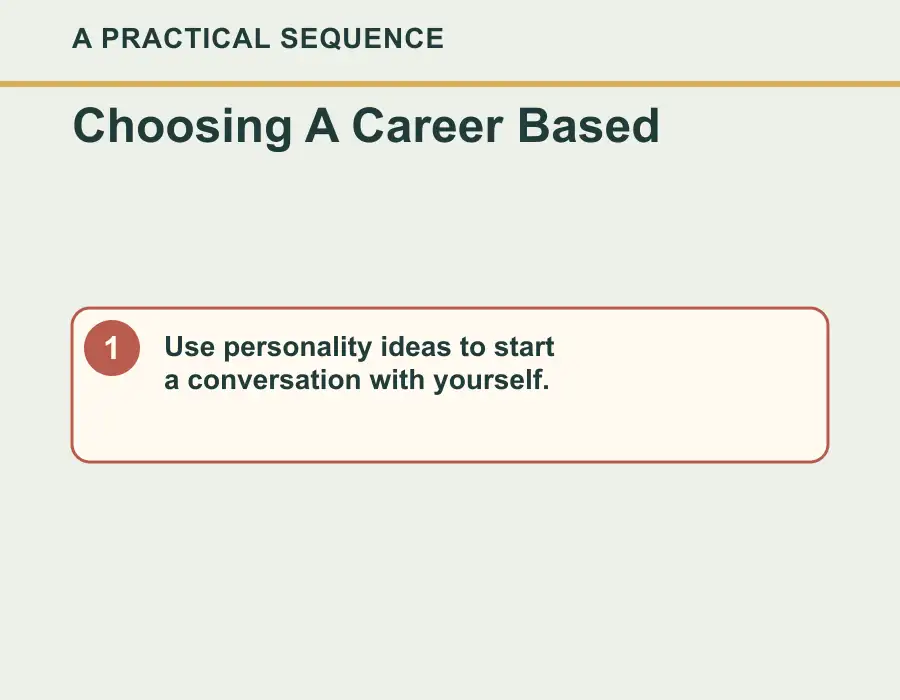 A PRACTICAL SEQUENCE
Choosing A Career Based
1
Use personality ideas to start
a conversation with yourself.